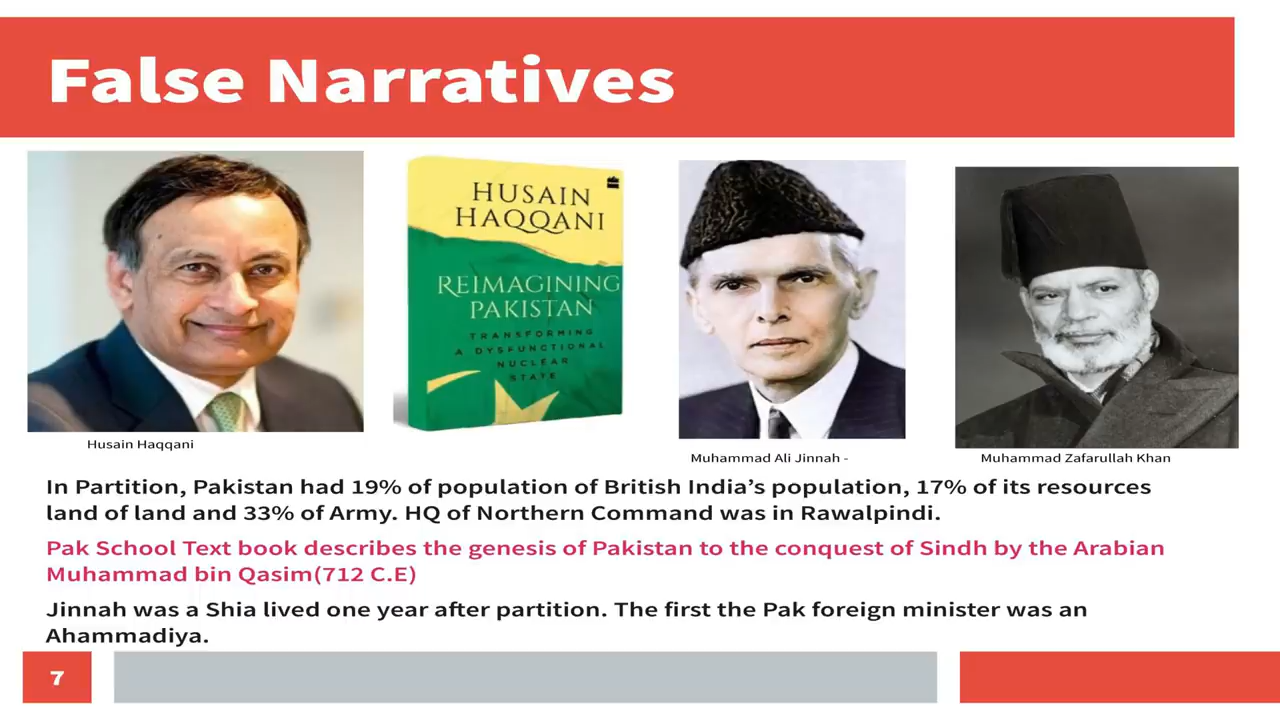 False Narratives
HUSAIN
HAQQANI
REIMAGINING
PAKISTAN
TRANSFORMING
A DYSFUNCTIONAL
NUCLEAR
STATE
Husain Haqqani
Muhammad Ali Jinnah -
Muhammad Zafarullah Khan
In Partition, Pakistan had 19% of population of British India’s population, 17% of its resources
land of land and 33% of Army. HQ of Northern Command was in Rawalpindi.
Pak School Text book describes the genesis of Pakistan to the conquest of Sindh by the Arabian
Muhammad bin Qasim(712 C.E)
Jinnah was a Shia lived one year after partition. The first the Pak foreign minister was an
Ahammadiya.
7